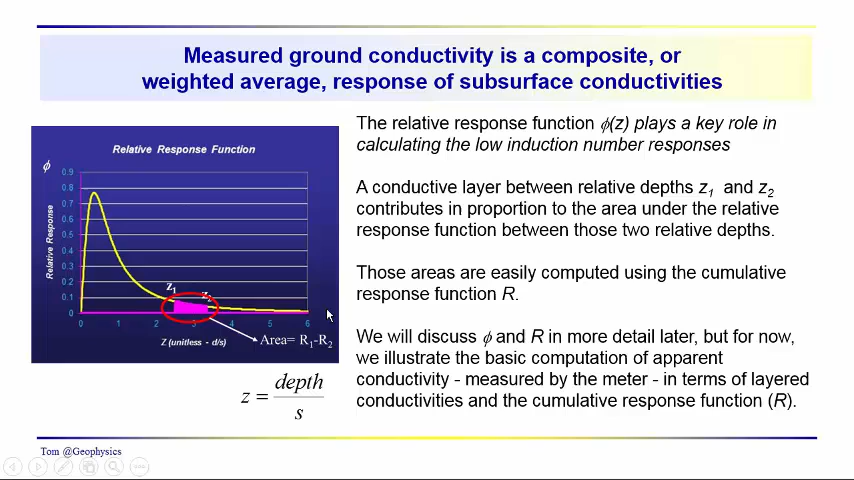 Measured ground conductivity is a composite, or
weighted average, response of subsurface conductivities
Relative Response Function
ϕ
Relative Response
0.9
0.8
0.7
0.6
0.5
0.4
0.3
0.2
0.1
0
0 1 2 3 4 5 6
z1
z2
Z (unitless - d/s)
Area= R1-R2
z = depth
s
The relative response function ϕ(z) plays a key role in
calculating the low induction number responses
A conductive layer between relative depths z1 and z2
contributes in proportion to the area under the relative
response function between those two relative depths.
Those areas are easily computed using the cumulative
response function R.
We will discuss ϕ and R in more detail later, but for now,
we illustrate the basic computation of apparent
conductivity - measured by the meter - in terms of layered
conductivities and the cumulative response function (R).
Tom @Geophysics